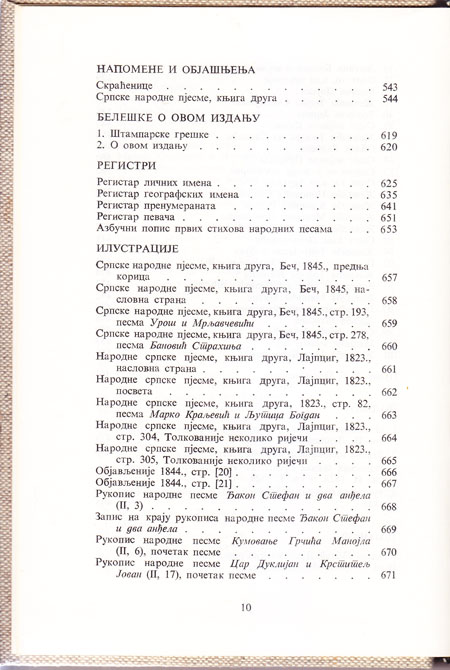 НАПОМЕНЕ И ОБЈАШЊЕЊА
Скраћенице . . . . . . . . . . . 543
Српске народне пјесме, књига друга . . . . . . 544
БЕЛЕШКЕ О ОВОМ ИЗДАЊУ
1. Штампарске грешке . . . . . . . . . 619
2. О овом издању . . . . . . . . . . 620
РЕГИСТРИ
Регистар личних имена . . . . . . . . . 625
Регистар географских имена . . . . . . . . 635
Регистар пренумераната . . . . . . . . . 641
Регистар певача . . . . . . . . . . 651
Азбучни попис првих стихова народних песама . . 653
ИЛУСТРАЦИЈЕ
Српске народне пјесме, књига друга, Беч, 1845., предња
корица . . . . . . . . . . . 657
Српске народне пјесме, књига друга, Беч, 1845, на-
словна страна . . . . . . . . . . 658
Српске народне пјесме, књига друга, Беч, 1845., стр. 193,
песма Урош и Мрљавчевићи . . . . . . . 659
Српске народне пјесме, књига друга, Беч, 1845., стр. 278,
песма Бановић Страхиња . . . . . . . . 660
Народне српске пјесме, књига друга, Лајпциг, 1823.,
насловна страна . . . . . . . . . . 661
Народне српске пјесме, књига друга, Лајпциг, 1823.,
посвета . . . . . . . . . . . 662
Народне српске пјесме, књига друга, 1823., стр. 82,
песма Марко Краљевић и Љутица Богдан . . . . 663
Народне српске пјесме, књига друга, Лајпциг, 1823.,
стр. 304, Толкованије неколико ријечи . . . . 664
Народне српске пјесме, књига друга, Лајпциг, 1823.,
стр. 305, Толкованије неколико ријечи . . . . 665
Објављеније 1844., стр. [20] . . . . . . . . 666
Објављеније 1844., стр. [21] . . . . . . . . 667
Рукопис народне песме Ђакон Стефан и два анђела
(II, 3) . . . . . . . . . . . 668
Запис на крају рукописа народне песме Ђакон Стефан
и два анђела . . . . . . . . . . 669
Рукопис народне песме Кумовање Грчића Манојла
(II, 6), почетак песме . . . . . . . . 670
Рукопис народне песме Цар Дуклијан и Крститељ
Јован (II, 17), почетак песме . . . . . . . 671
10